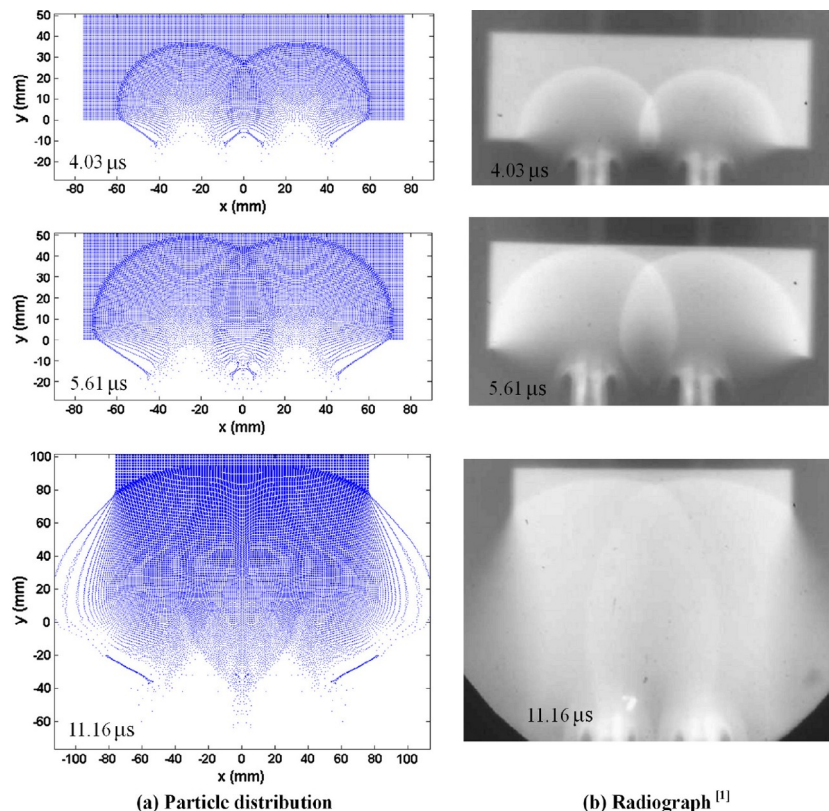 50
40
30
20
10
0
-10
-20
y (mm)
4.03 μs
-80 -60 -40 -20 0 20 40 60 80
x (mm)
4.03 μs
50
40
30
20
10
0
-10
-20
y (mm)
5.61 μs
-80 -60 -40 -20 0 20 40 60 80
x (mm)
5.61 μs
100
80
60
40
20
0
-20
-40
-60
y (mm)
11.16 μs
-100 -80 -60 -40 -20 0 20 40 60 80 100
x (mm)
11.16 μs
(a) Particle distribution
(b) Radiograph [1]